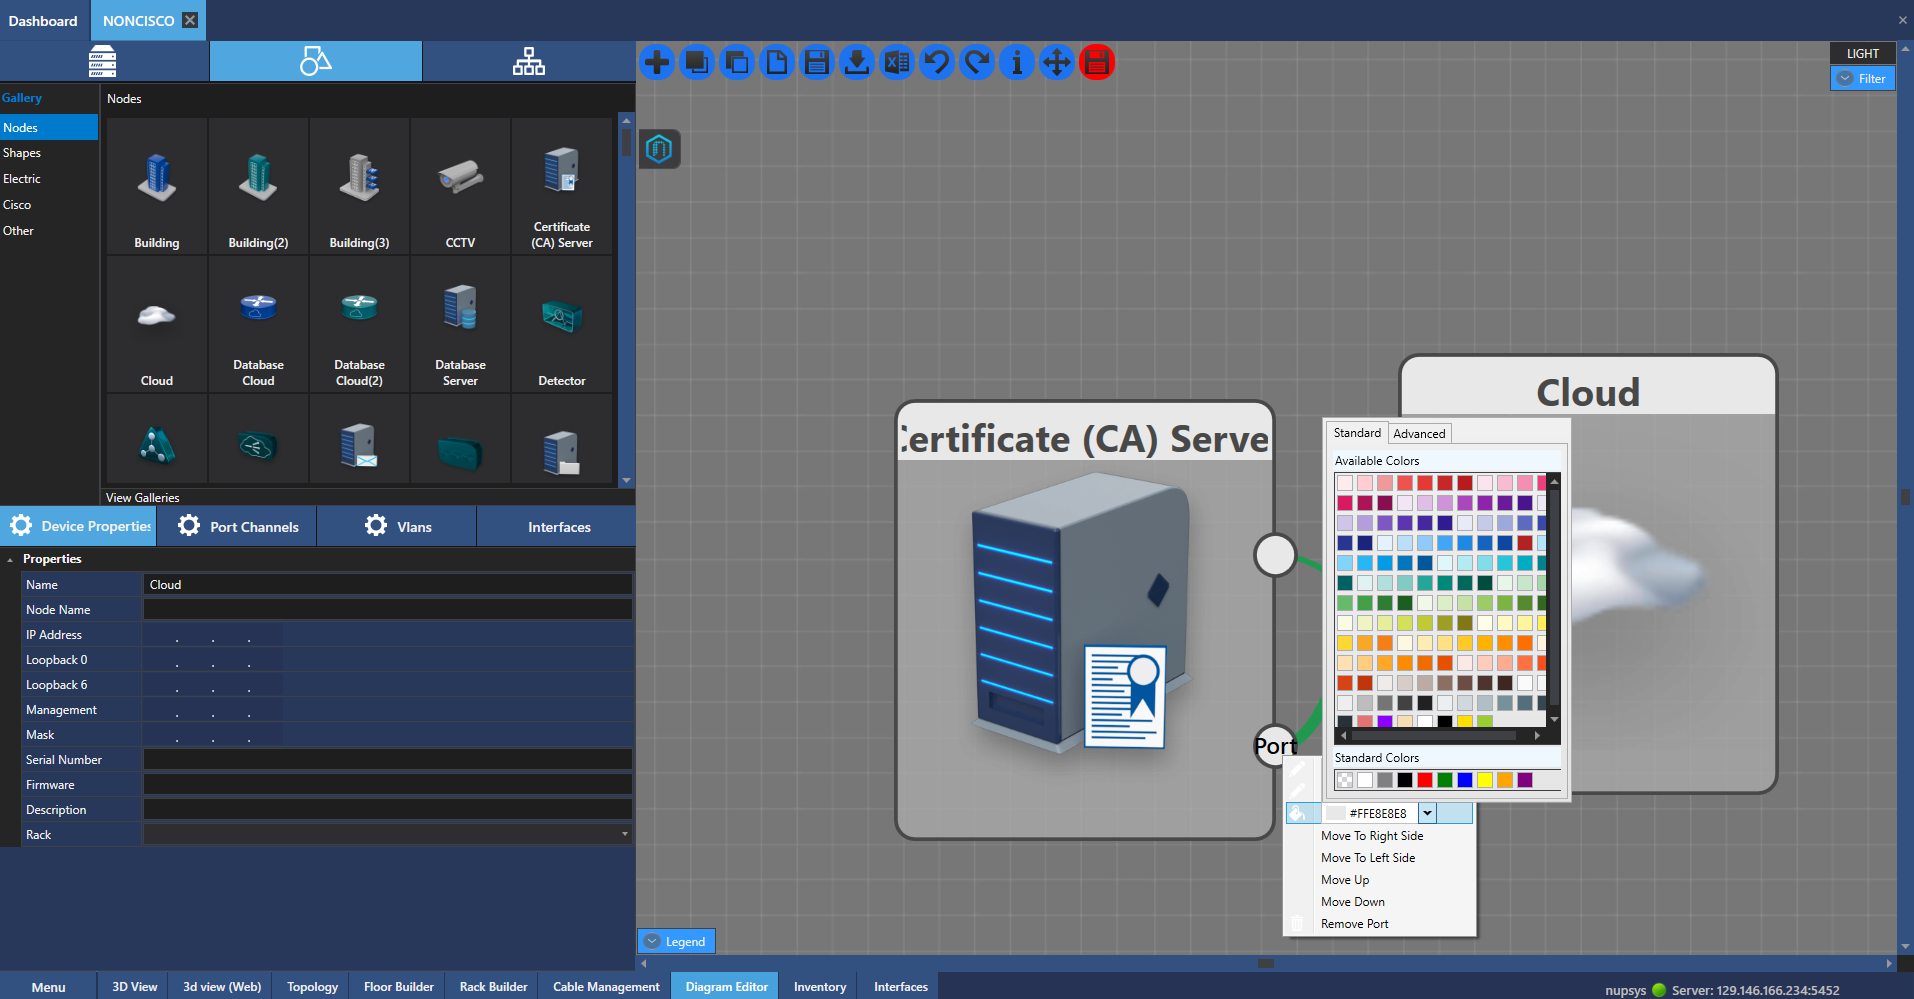 Dashboard
NONCISCO
LIGHT
Filter
Gallery
Nodes
Shapes
Electric
Cisco
Other
Nodes
Building
Building(2)
Building(3)
CCTV
Certificate
(CA) Server
Cloud
Database
Cloud
Database
Cloud(2)
Database
Server
Detector
View Galleries
Device Properties
Port Channels
Vlans
Interfaces
Properties
Name
Cloud
Node Name
IP Address
. . .
Loopback 0
. . .
Loopback 6
. . .
Management
. . .
Mask
. . .
Serial Number
Firmware
Description
Rack
Certificate (CA) Serve
Port
Cloud
Standard
Advanced
Available Colors
Standard Colors
#FFE8E8E8
Move To Right Side
Move To Left Side
Move Up
Move Down
Remove Port
Legend
Menu
3D View
3d view (Web)
Topology
Floor Builder
Rack Builder
Cable Management
Diagram Editor
Inventory
Interfaces
nupsys
Server: 129.146.166.234:5452